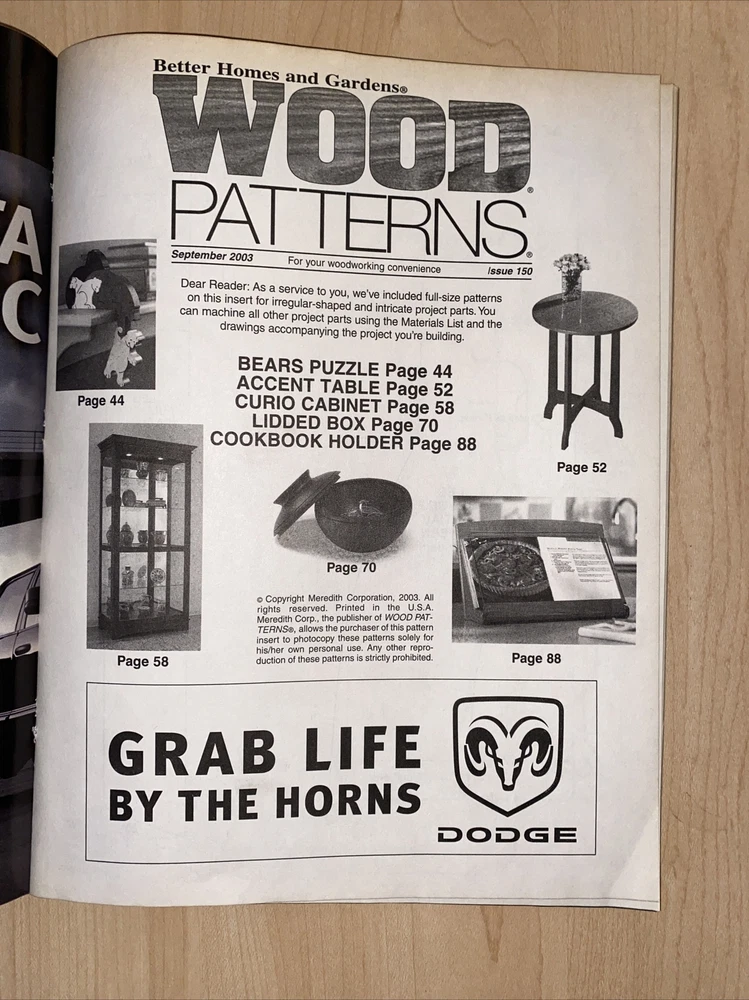 Better Homes and Gardens®
WOOD®
PATTERNS®
September 2003
For your woodworking convenience
Issue 150
Dear Reader: As a service to you, we've included full-size patterns
on this insert for irregular-shaped and intricate project parts. You
can machine all other project parts using the Materials List and the
drawings accompanying the project you're building.
BEARS PUZZLE Page 44
ACCENT TABLE Page 52
CURIO CABINET Page 58
LIDDED BOX Page 70
COOKBOOK HOLDER Page 88
Page 44
Page 52
Page 70
Page 58
Page 88
© Copyright Meredith Corporation, 2003. All
rights reserved. Printed in the U.S.A.
Meredith Corp., the publisher of WOOD PAT-
TERNS®, allows the purchaser of this pattern
insert to photocopy these patterns solely for
his/her own personal use. Any other repro-
duction of these patterns is strictly prohibited.
GRAB LIFE
BY THE HORNS
DODGE
TA
C